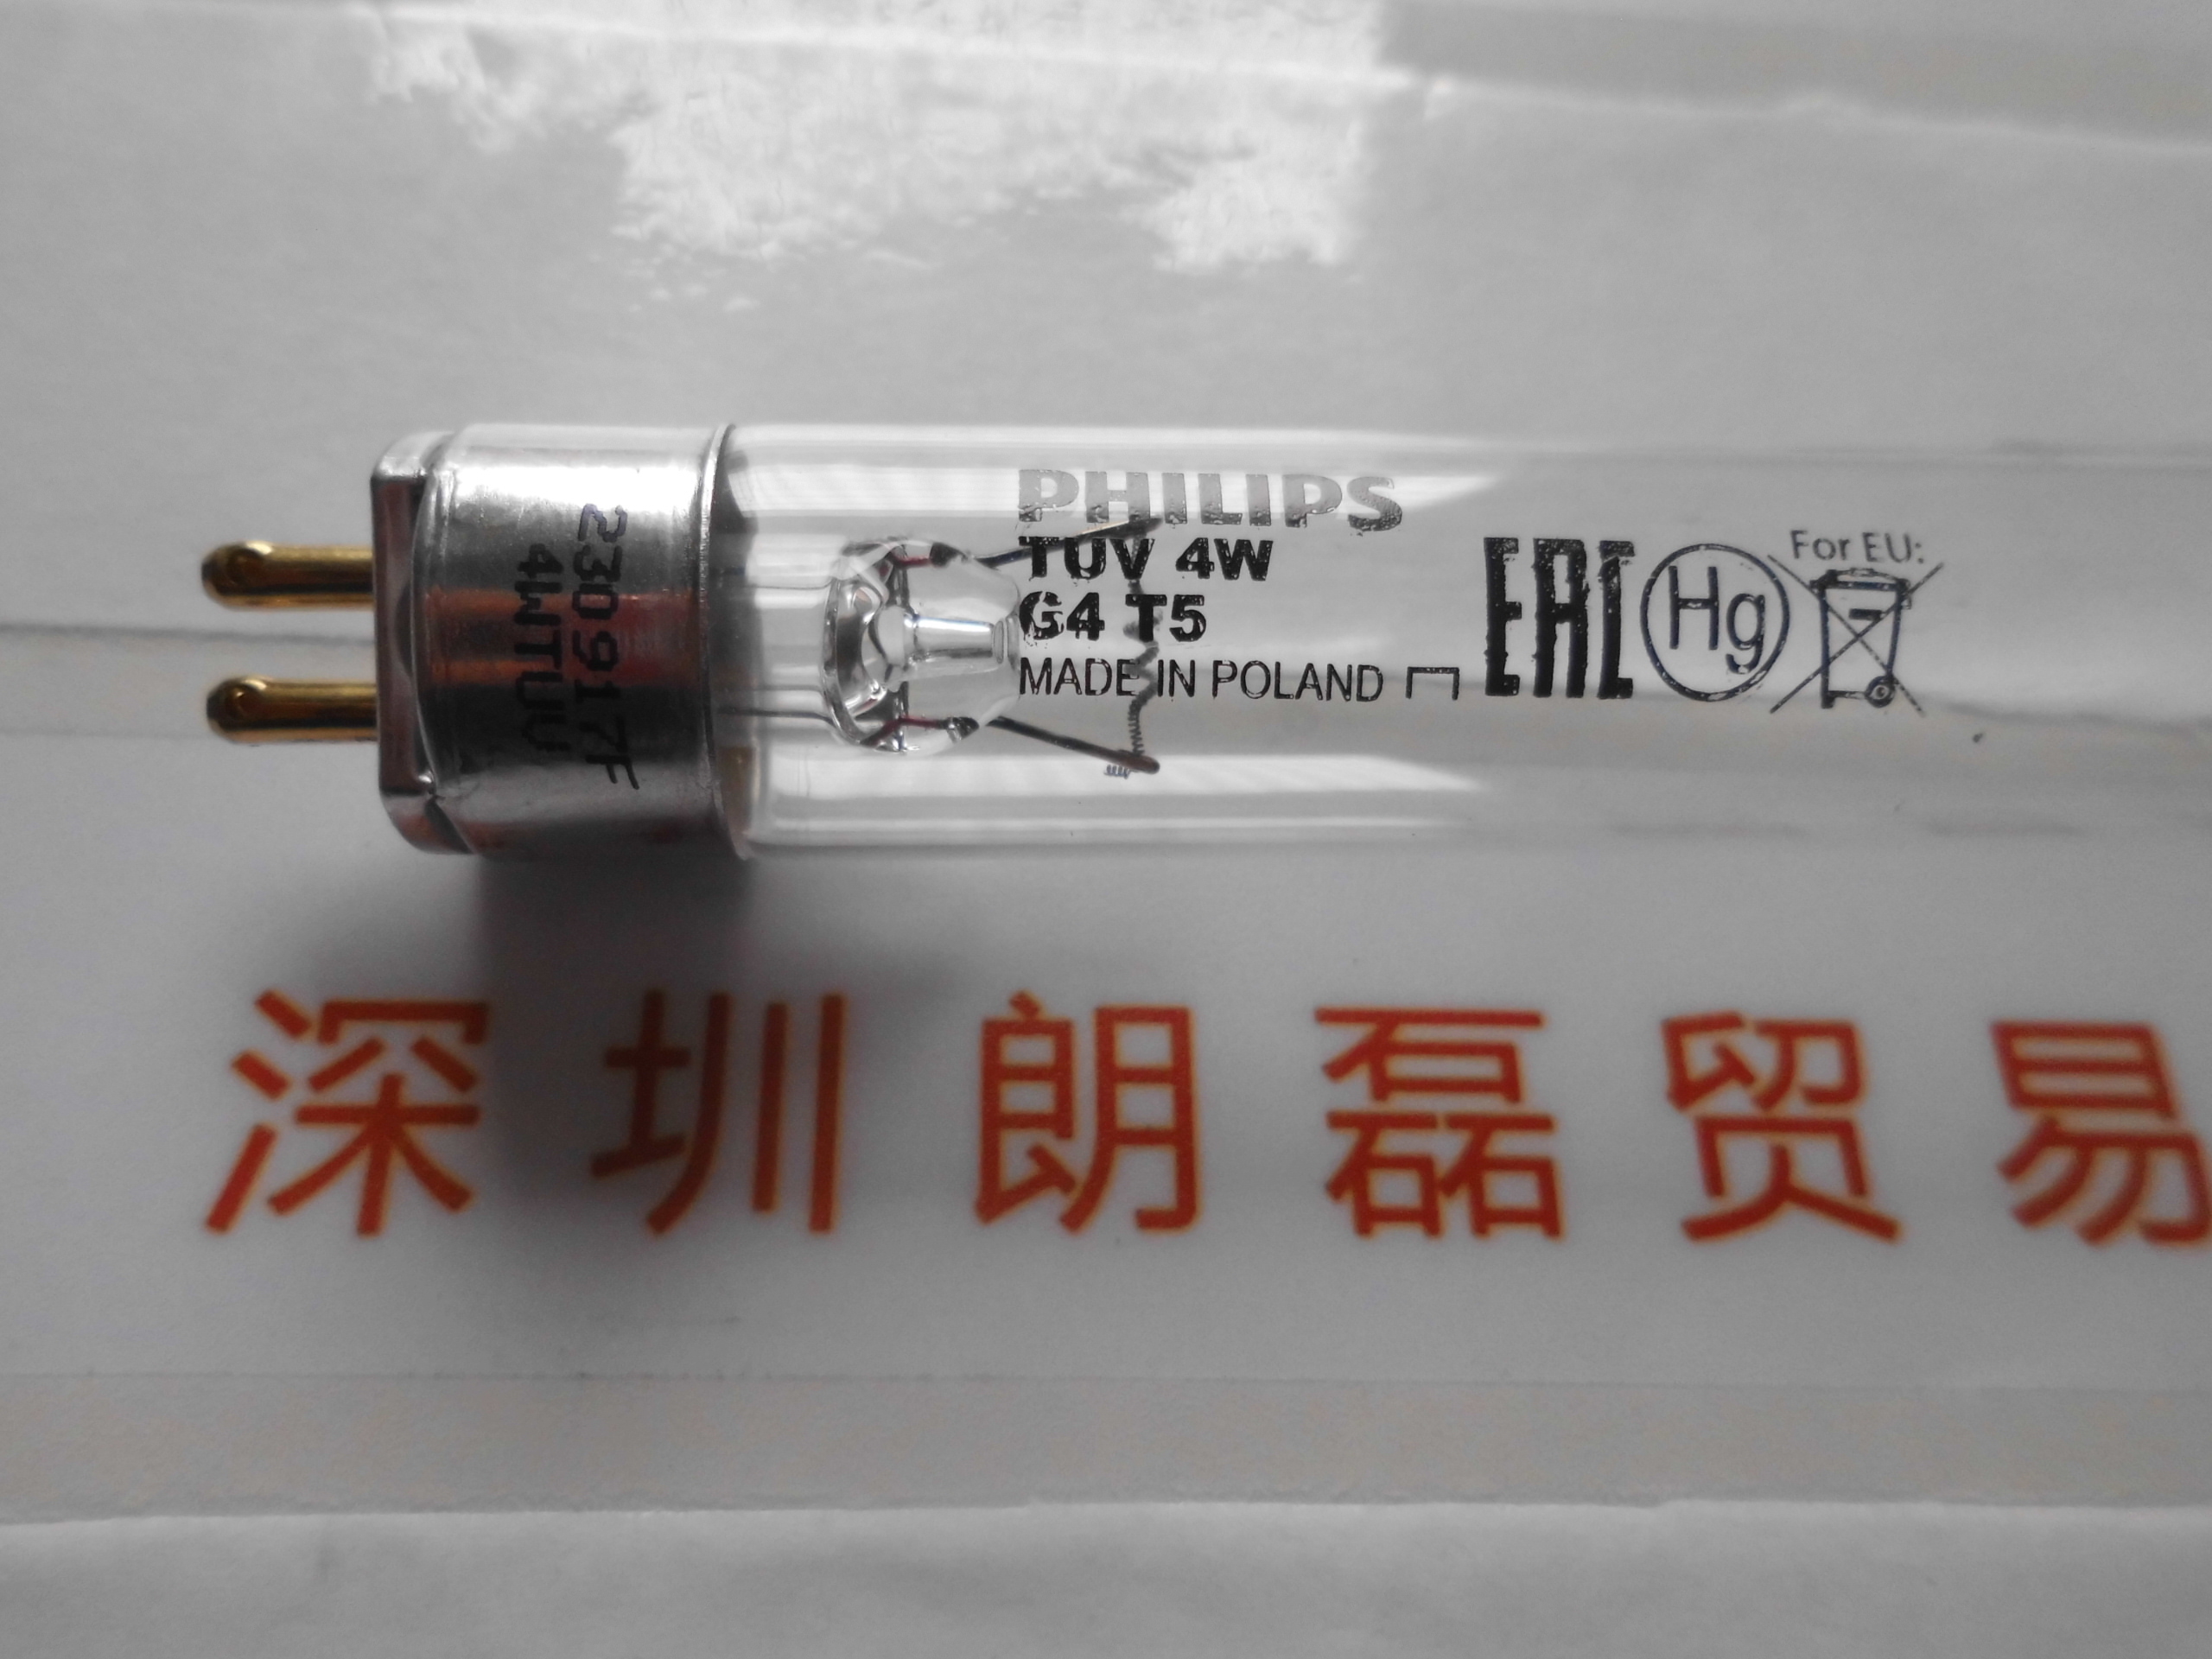 PHILIPS
TUV 4W
G4 T5
MADE IN POLAND
EAC
Hg
For EU:
230917F
4WTUV
深圳朗磊贸易